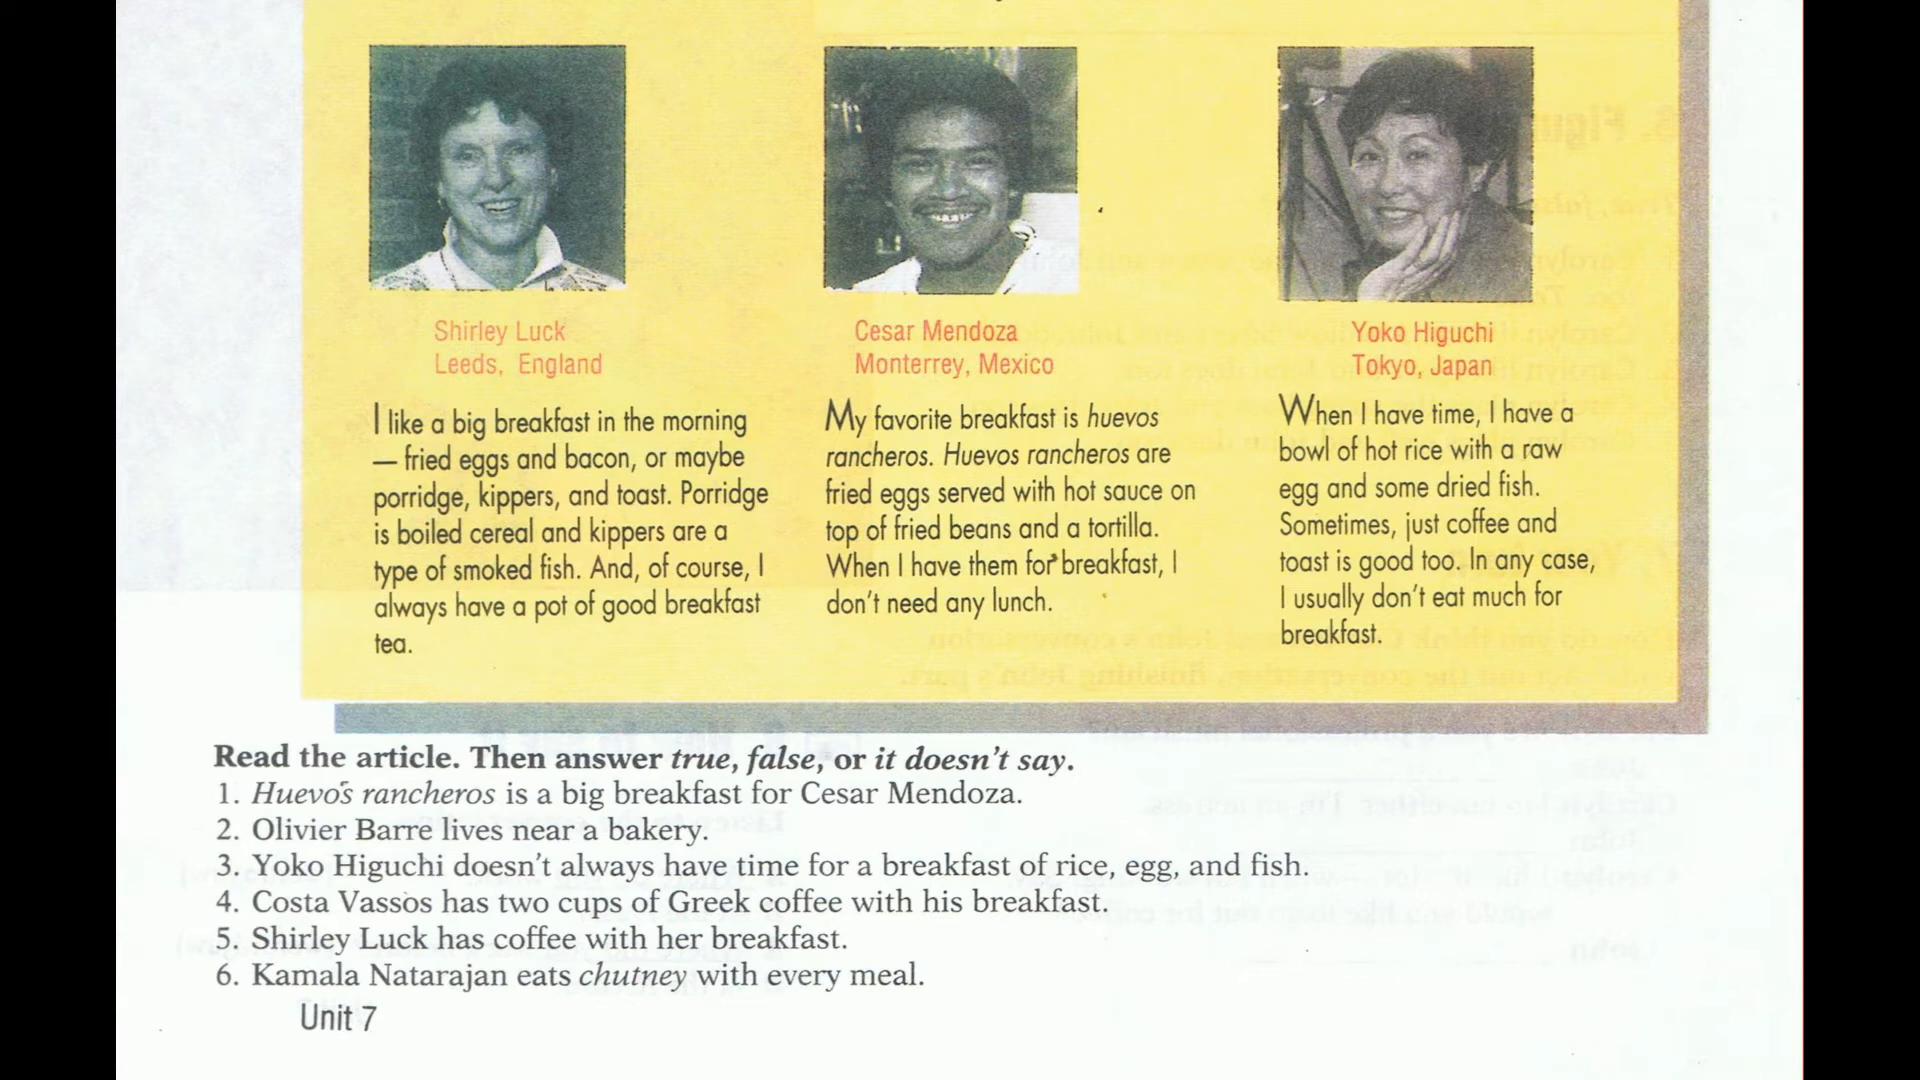 Shirley Luck
Leeds, England
I like a big breakfast in the morning
— fried eggs and bacon, or maybe
porridge, kippers, and toast. Porridge
is boiled cereal and kippers are a
type of smoked fish. And, of course, I
always have a pot of good breakfast
tea.
Cesar Mendoza
Monterrey, Mexico
My favorite breakfast is huevos
rancheros. Huevos rancheros are
fried eggs served with hot sauce on
top of fried beans and a tortilla.
When I have them for breakfast, I
don't need any lunch.
Yoko Higuchi
Tokyo, Japan
When I have time, I have a
bowl of hot rice with a raw
egg and some dried fish.
Sometimes, just coffee and
toast is good too. In any case,
I usually don't eat much for
breakfast.
Read the article. Then answer true, false, or it doesn't say.
1. Huevos rancheros is a big breakfast for Cesar Mendoza.
2. Olivier Barre lives near a bakery.
3. Yoko Higuchi doesn't always have time for a breakfast of rice, egg, and fish.
4. Costa Vassos has two cups of Greek coffee with his breakfast.
5. Shirley Luck has coffee with her breakfast.
6. Kamala Natarajan eats chutney with every meal.
Unit 7